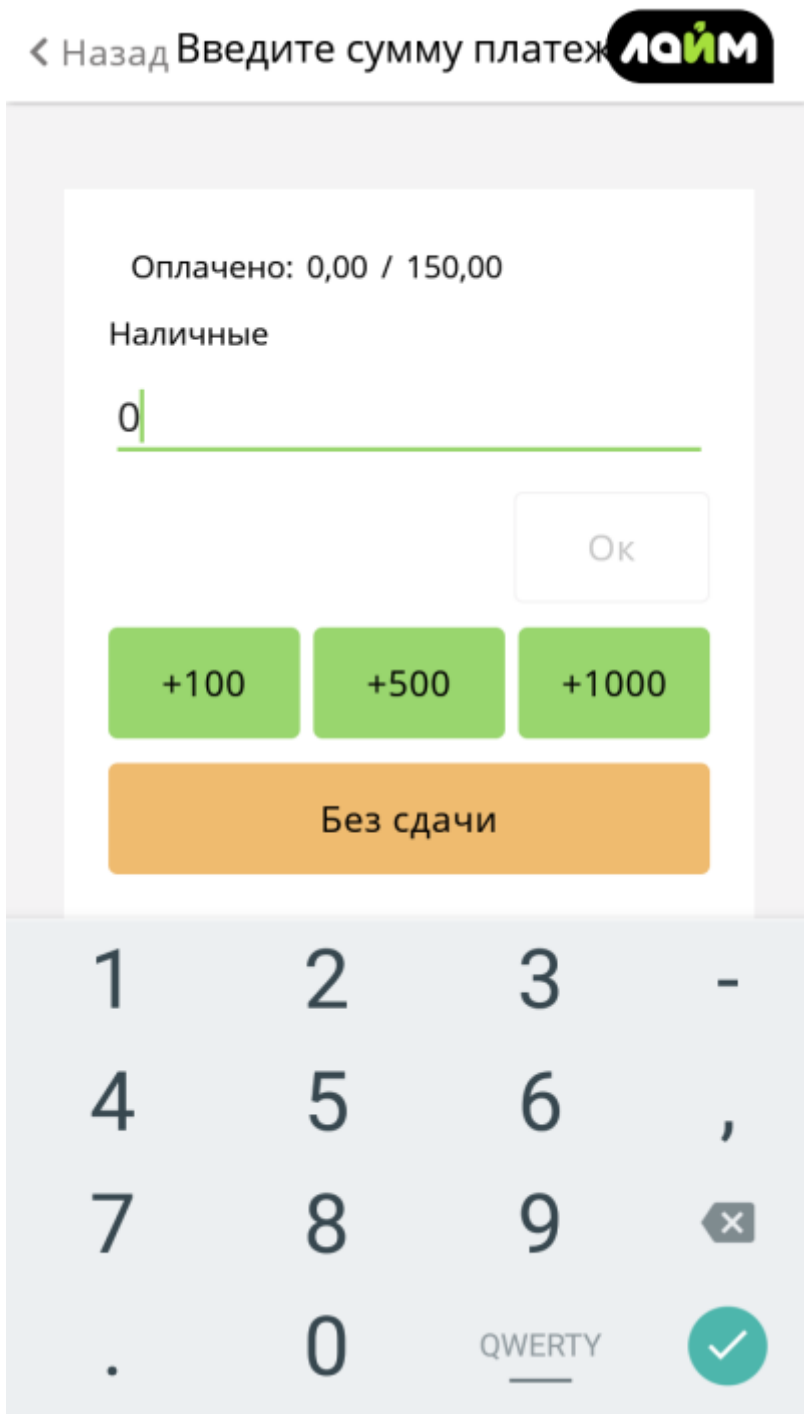 Назад Введите сумму платеж лайм
Оплачено: 0,00 / 150,00
Наличные
0
Ок
+100 +500 +1000
Без сдачи
1 2 3 -
4 5 6 ,
7 8 9
. 0 QWERTY